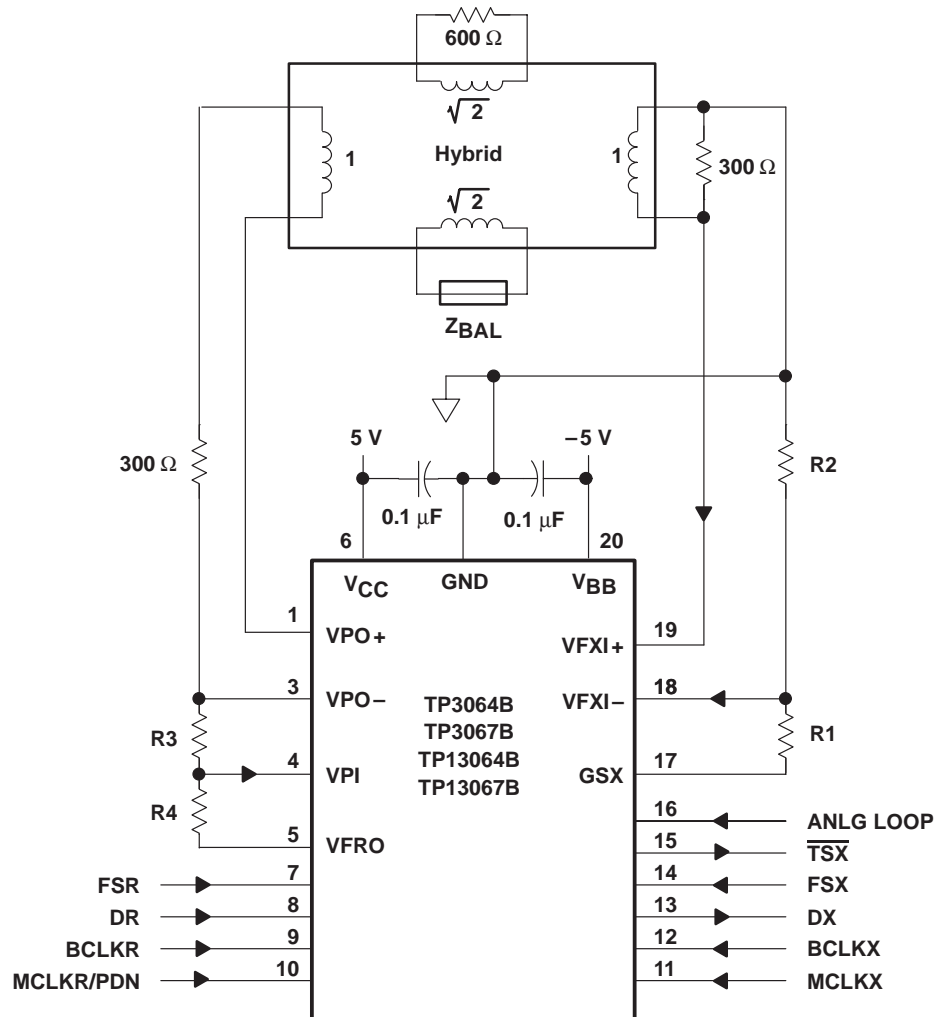 600 Ω
√2
1
Hybrid
1
300 Ω
√2
ZBAL
5 V
–5 V
300 Ω
R2
0.1 μF
0.1 μF
6
20
VCC
GND
VBB
1
VPO+
19
VFXI+
3
VPO–
18
VFXI–
TP3064B
TP3067B
TP13064B
TP13067B
R3
R1
4
VPI
17
GSX
R4
16
ANLG LOOP
5
VFRO
15
TSX
FSR
7
14
FSX
DR
8
13
DX
BCLKR
9
12
BCLKX
MCLKR/PDN
10
11
MCLKX